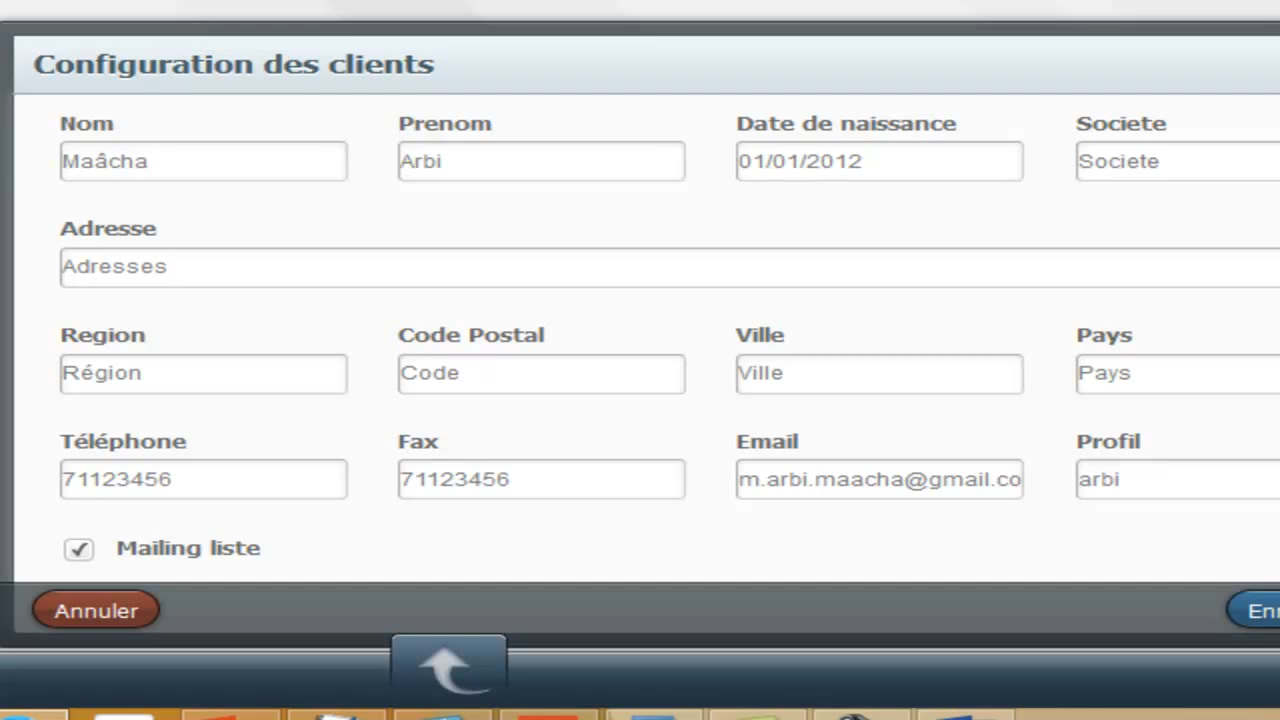 Configuration des clients
Nom Prenom Date de naissance Societe
Maâcha Arbi 01/01/2012 Societe
Adresse
Adresses
Region Code Postal Ville Pays
Région Code Ville Pays
Téléphone Fax Email Profil
71123456 71123456 m.arbi.maacha@gmail.co arbi
Mailing liste
Annuler